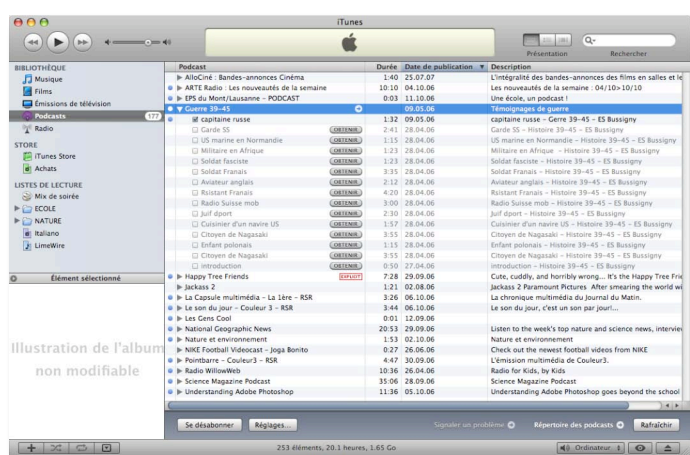 iTunes
Présentation
Rechercher
BIBLIOTHÈQUE
Musique
Films
Émissions de télévision
Podcasts 177
Radio
STORE
iTunes Store
Achats
LISTES DE LECTURE
Mix de soirée
ECOLE
NATURE
Italiano
LimeWire
Élément sélectionné
Illustration de l'album
non modifiable
Podcast Durée Date de publication Description
AlloCiné : Bandes-annonces Cinéma 1:40 25.07.07 L'intégralité des bandes-annonces des films en salles et le
ARTE Radio : Les nouveautés de la semaine 10:10 04.10.06 Les nouveautés de la semaine : 04/10>10/10
EPS du Mont/Lausanne - PODCAST 0:03 11.10.06 Une école, un podcast !
Guerre 39-45 09.05.06 Témoignages de guerre
capitaine russe 1:32 09.05.06 capitaine russe - Gerre 39-45 - ES Bussigny
Garde SS OBTENIR 2:41 28.04.06 Garde SS - Histoire 39-45 - ES Bussigny
US marine en Normandie OBTENIR 1:15 28.04.06 US marine en Normandie - Histoire 39-45 - ES Bussigny
Militaire en Afrique OBTENIR 1:23 28.04.06 Militaire en Afrique - Histoire 39-45 - ES Bussigny
Soldat fasciste OBTENIR 1:23 28.04.06 Soldat fasciste - Histoire 39-45 - ES Bussigny
Soldat Franais OBTENIR 3:35 28.04.06 Soldat Franais - Histoire 39-45 - ES Bussigny
Aviateur anglais OBTENIR 2:12 28.04.06 Aviateur anglais - Histoire 39-45 - ES Bussigny
Rsistant Franais OBTENIR 4:20 28.04.06 Rsistant Franais - Histoire 39-45 - ES Bussigny
Radio Suisse mob OBTENIR 3:00 28.04.06 Radio Suisse mob - Histoire 39-45 - ES Bussigny
Juif dport OBTENIR 2:30 28.04.06 Juif dport - Histoire 39-45 - ES Bussigny
Cuisinier d'un navire US OBTENIR 1:57 28.04.06 Cuisinier d'un navire US - Histoire 39-45 - ES Bussigny
Citoyen de Nagasaki OBTENIR 3:55 28.04.06 Citoyen de Nagasaki - Histoire 39-45 - ES Bussigny
Enfant polonais OBTENIR 1:15 28.04.06 Enfant polonais - Histoire 39-45 - ES Bussigny
Citoyen de Nagasaki OBTENIR 3:55 28.04.06 Citoyen de Nagasaki - Histoire 39-45 - ES Bussigny
introduction OBTENIR 0:50 27.04.06 introduction - Histoire 39-45 - ES Bussigny
Happy Tree Friends EXPLICIT 7:28 29.09.06 Cute, cuddly, and horribly wrong... It's the Happy Tree Frie
Jackass 2 1:21 02.08.06 Jackass 2 Paramount Pictures After smearing the world wi
La Capsule multimédia - La 1ère - RSR 3:26 06.10.06 La chronique multimédia du Journal du Matin.
Le son du jour - Couleur 3 - RSR 3:44 06.10.06 Le son du jour, c'est un son par jour!...
Les Gens Cool 0:01 12.09.06
National Geographic News 20:53 29.09.06 Listen to the week's top nature and science news, interview
Nature et environnement 1:53 02.10.06 Nature et environnement
NIKE Football Videocast - Joga Bonito 0:27 26.06.06 Check out the newest football videos from NIKE
Pointbarre - Couleur3 - RSR 4:47 30.09.06 L'émission multimédia de Couleur3.
Radio WillowWeb 10:36 26.04.06 Radio for Kids, by Kids
Science Magazine Podcast 35:06 28.09.06 Science Magazine Podcast
Understanding Adobe Photoshop 11:36 05.10.06 Understanding Adobe Photoshop goes beyond the school
Se désabonner Réglages... Signaler un problème Répertoire des podcasts Rafraîchir
253 éléments, 20.1 heures, 1.65 Go Ordinateur